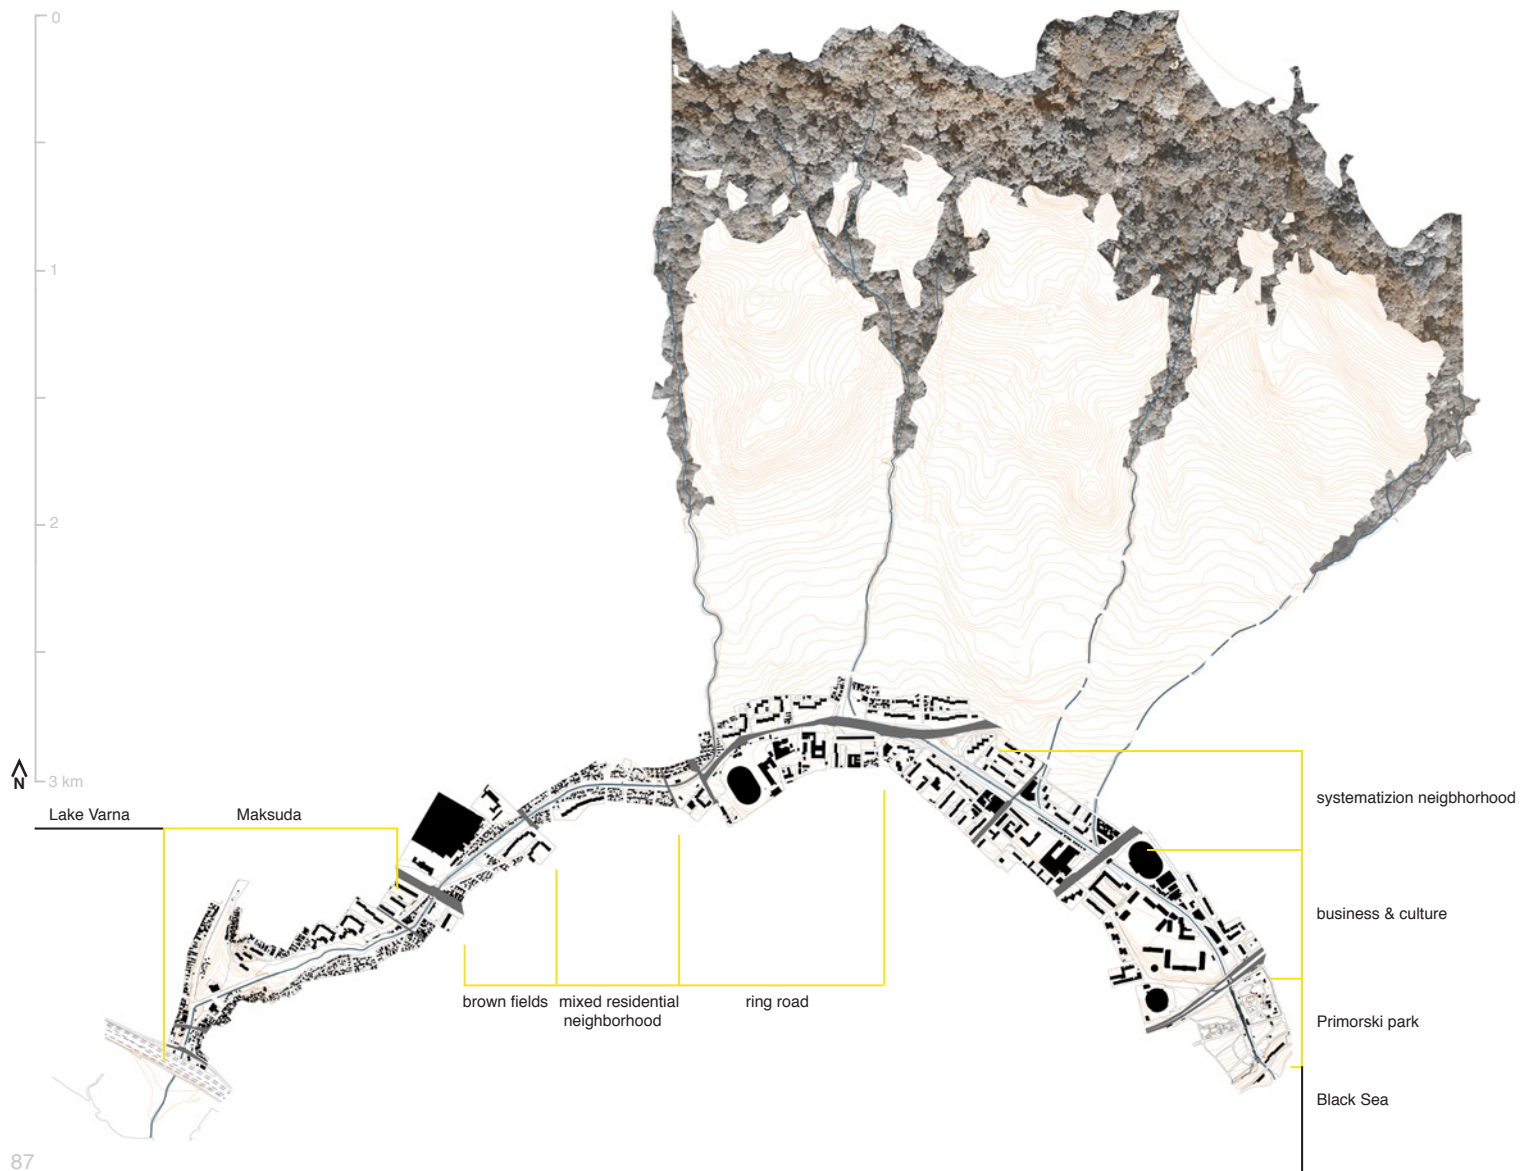 0
1
2
3 km
N
Lake Varna
Maksuda
brown fields
mixed residential
neighborhood
ring road
systematizion neigbhorhood
business & culture
Primorski park
Black Sea
87